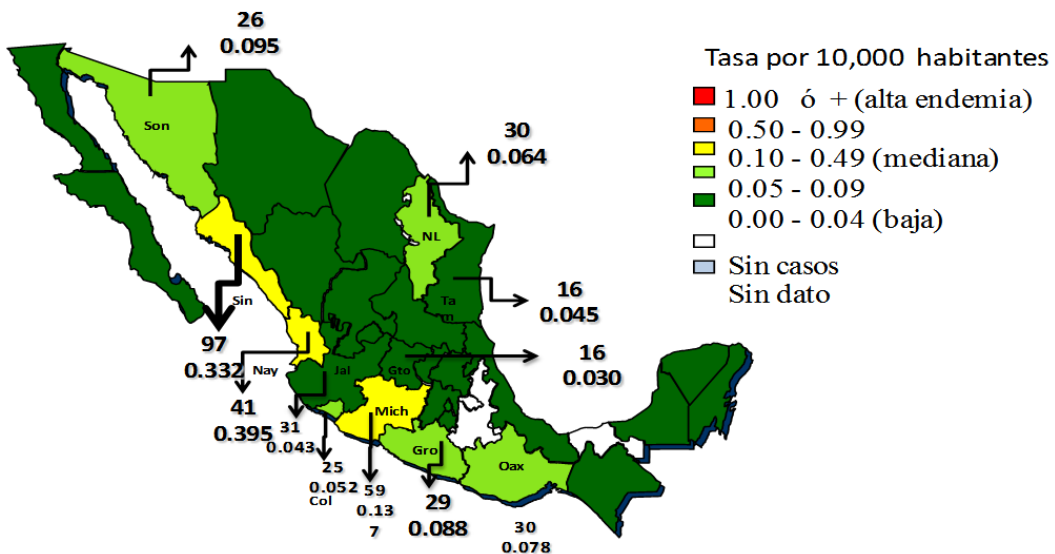 26
0.095
Tasa por 10,000 habitantes
1.00 ó + (alta endemia)
0.50 - 0.99
0.10 - 0.49 (mediana)
0.05 - 0.09
0.00 - 0.04 (baja)
Sin casos
Sin dato
Son
30
0.064
NL
Sin
Ta
m
16
0.045
97
0.332
Nay
Jal
Gto
16
0.030
41
0.395
Mich
31
0.043
Gro
Oax
25
0.052
Col
59
0.13
7
29
0.088
30
0.078